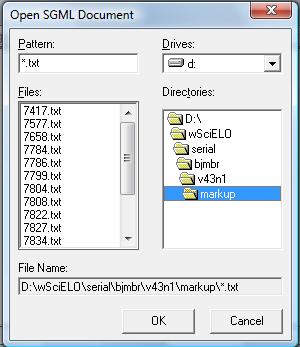 Open SGML Document
Pattern:
*.txt
Drives:
d:
Files:
7417.txt
7577.txt
7658.txt
7784.txt
7786.txt
7799.txt
7804.txt
7808.txt
7822.txt
7827.txt
7834.txt
Directories:
D:\
wSciELO
serial
bjmbr
v43n1
markup
File Name:
D:\wSciELO\serial\bjmbr\v43n1\markup\*.txt
OK
Cancel